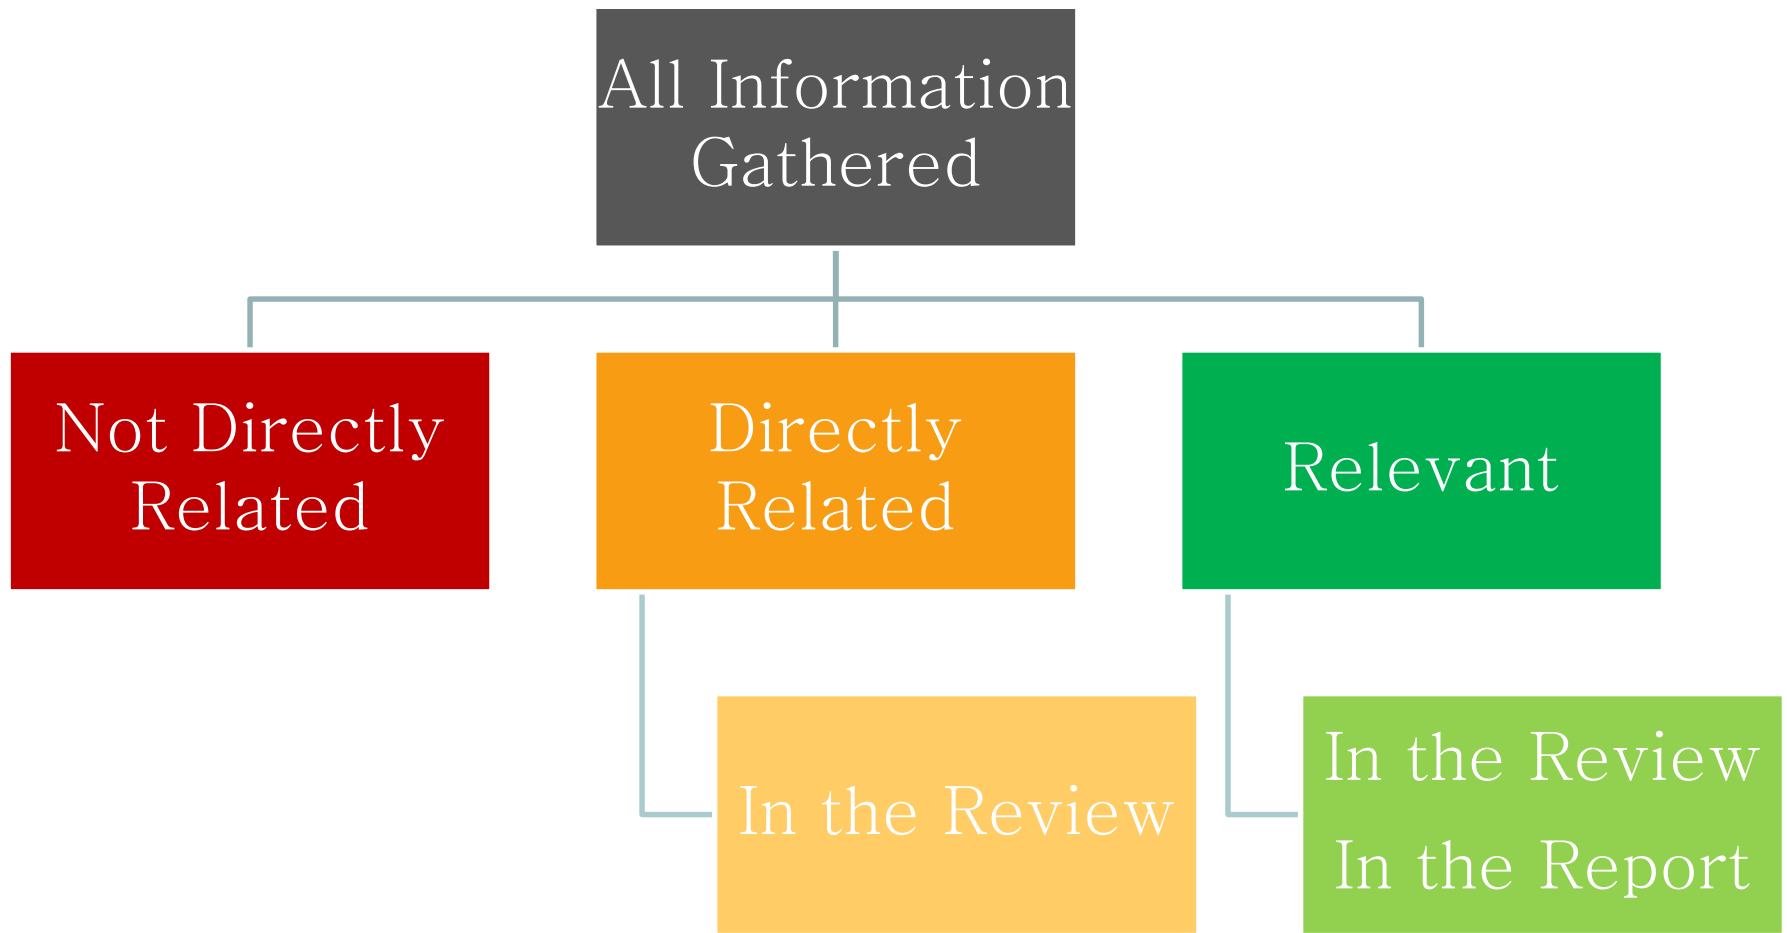 All Information
Gathered
Not Directly
Related
Directly
Related
Relevant
In the Review
In the Review
In the Report